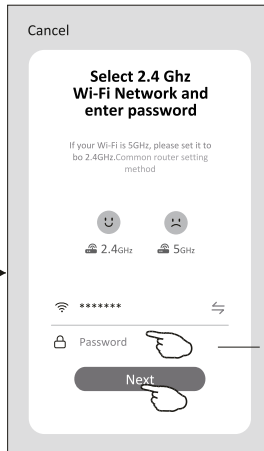 Cancel
Select 2.4 Ghz
Wi-Fi Network and
enter password
If your Wi-Fi is 5GHz, please set it to
bo 2.4GHz.Common router setting
method
2.4GHz 5GHz
*******
Password
Next